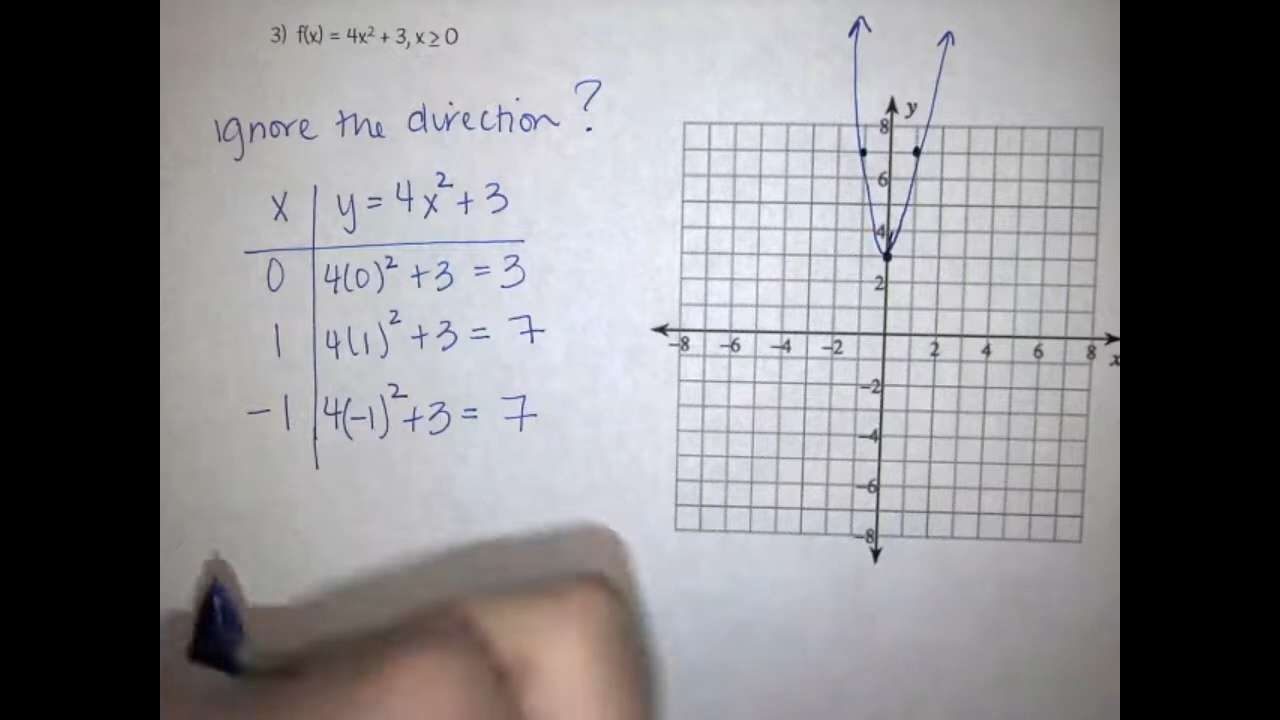 3) f(x) = 4x² + 3, x ≥ 0
ignore the direction ?
x | y = 4x² + 3
0 | 4(0)² + 3 = 3
1 | 4(1)² + 3 = 7
-1 | 4(-1)² + 3 = 7
y
8
6
4
2
-8 -6 -4 -2 2 4 6 8 x
-2
-4
-6
-8